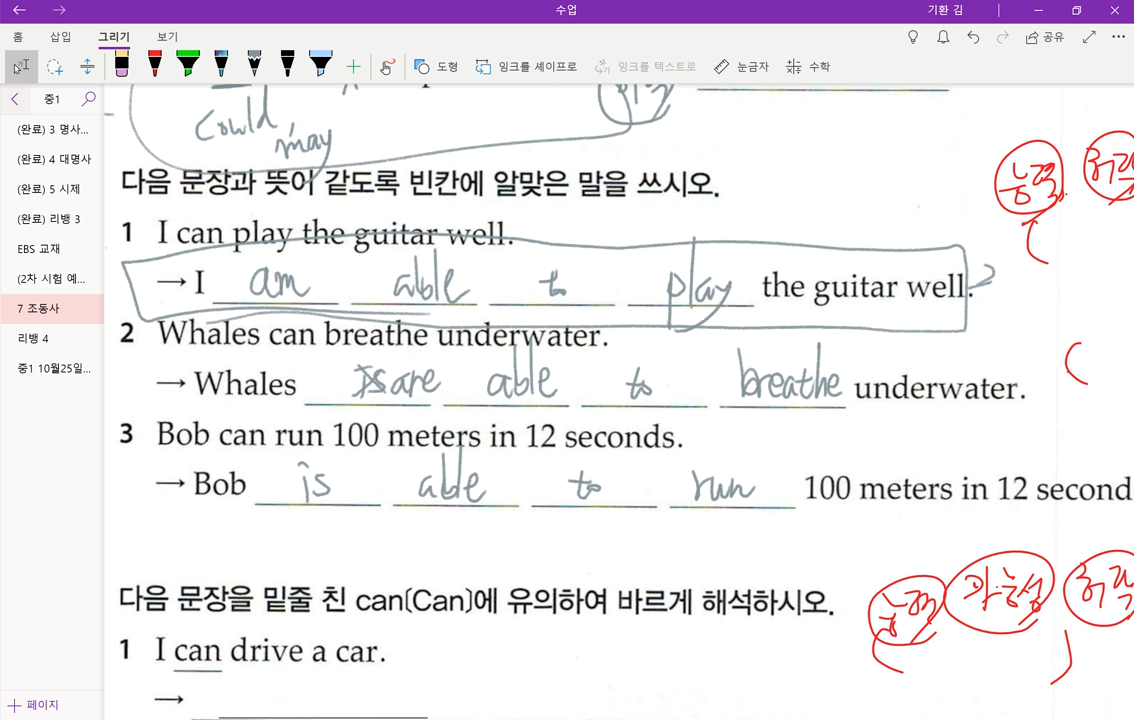 수업
기환 김
홈 삽입 그리기 보기
도형 잉크를 셰이프로 잉크를 텍스트로 눈금자 수학
공유
중1
(완료) 3 명사...
(완료) 4 대명사
(완료) 5 시제
(완료) 리뱅 3
EBS 교재
(2차 시험 예...
7 조동사
리뱅 4
중1 10월25일...
페이지
could, may
다음 문장과 뜻이 같도록 빈칸에 알맞은 말을 쓰시오.
능력. 허락
1 I can play the guitar well.
→ I am able to play the guitar well.
2 Whales can breathe underwater.
→ Whales is are able to breathe underwater.
3 Bob can run 100 meters in 12 seconds.
→ Bob is able to run 100 meters in 12 second
능력 가능성 허락
다음 문장을 밑줄 친 can(Can)에 유의하여 바르게 해석하시오.
1 I can drive a car.
→